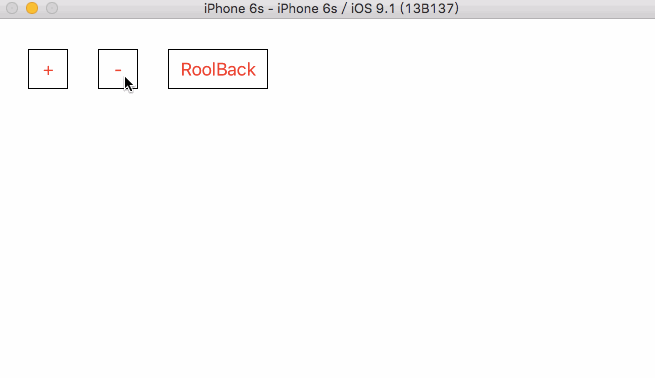 iPhone 6s - iPhone 6s / iOS 9.1 (13B137)
+ - RoolBack